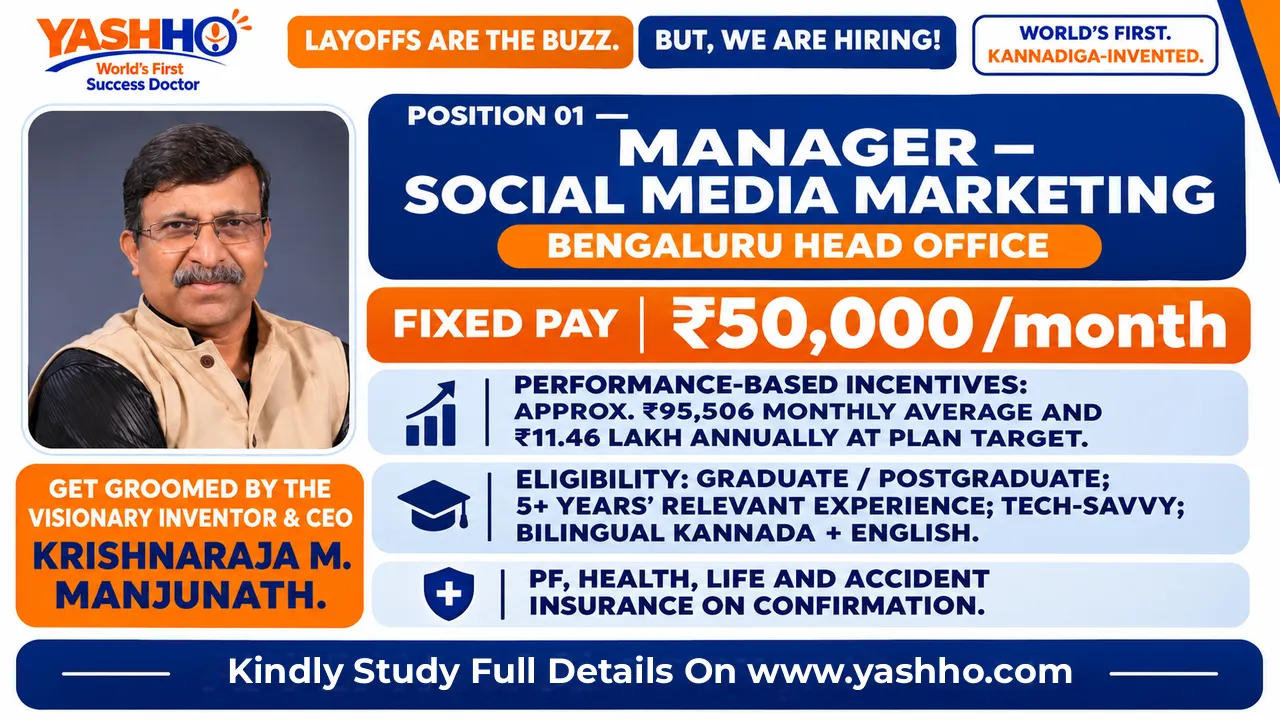 YASHHO
World's First
Success Doctor
LAYOFFS ARE THE BUZZ.
BUT, WE ARE HIRING!
WORLD'S FIRST.
KANNADIGA-INVENTED.
POSITION 01 —
MANAGER –
SOCIAL MEDIA MARKETING
BENGALURU HEAD OFFICE
FIXED PAY | ₹50,000/month
PERFORMANCE-BASED INCENTIVES:
APPROX. ₹95,506 MONTHLY AVERAGE AND
₹11.46 LAKH ANNUALLY AT PLAN TARGET.
GET GROOMED BY THE
VISIONARY INVENTOR & CEO
KRISHNARAJA M.
MANJUNATH.
ELIGIBILITY: GRADUATE / POSTGRADUATE;
5+ YEARS' RELEVANT EXPERIENCE; TECH-SAVVY;
BILINGUAL KANNADA + ENGLISH.
PF, HEALTH, LIFE AND ACCIDENT
INSURANCE ON CONFIRMATION.
Kindly Study Full Details On www.yashho.com